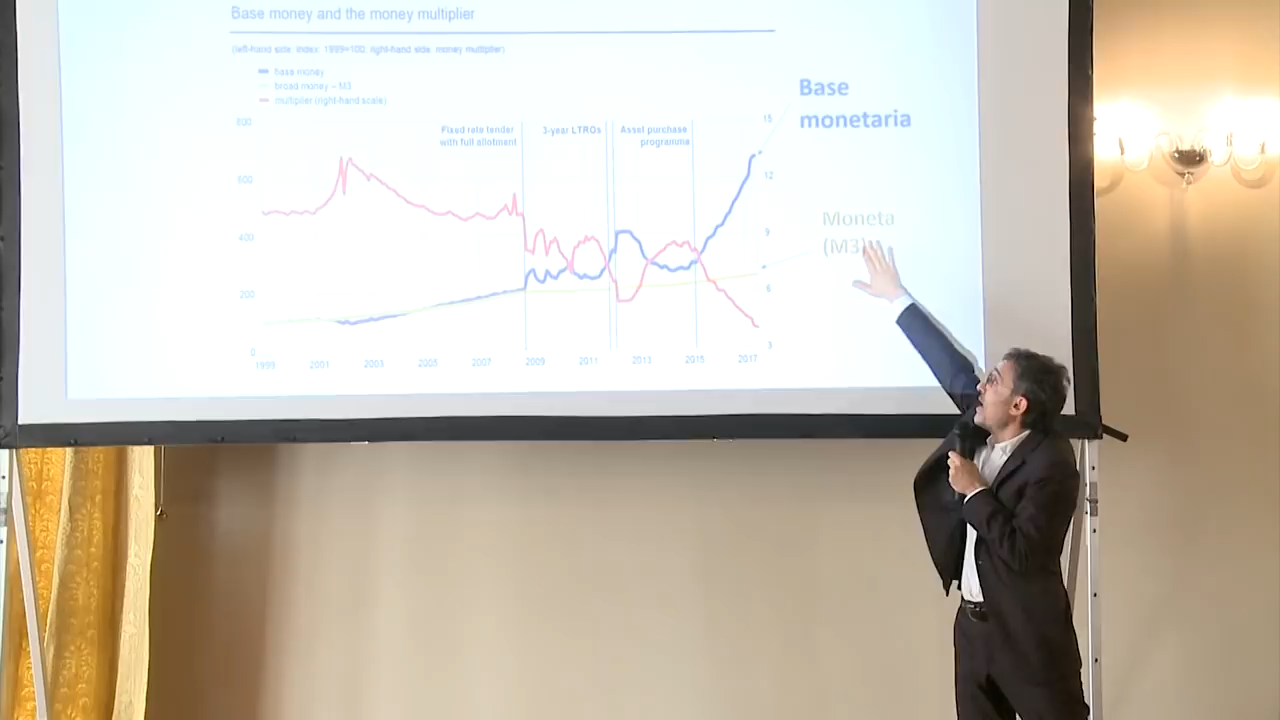 Base money and the money multiplier
(left-hand side: index: 1999=100; right-hand side: money multiplier)
base money
broad money – M3
multiplier (right-hand scale)
Fixed rate tender
with full allotment
3-year LTROs
Asset purchase
programme
800
600
400
200
0
15
12
9
6
3
1999 2001 2003 2005 2007 2009 2011 2013 2015 2017
Base
monetaria
Moneta
(M3)